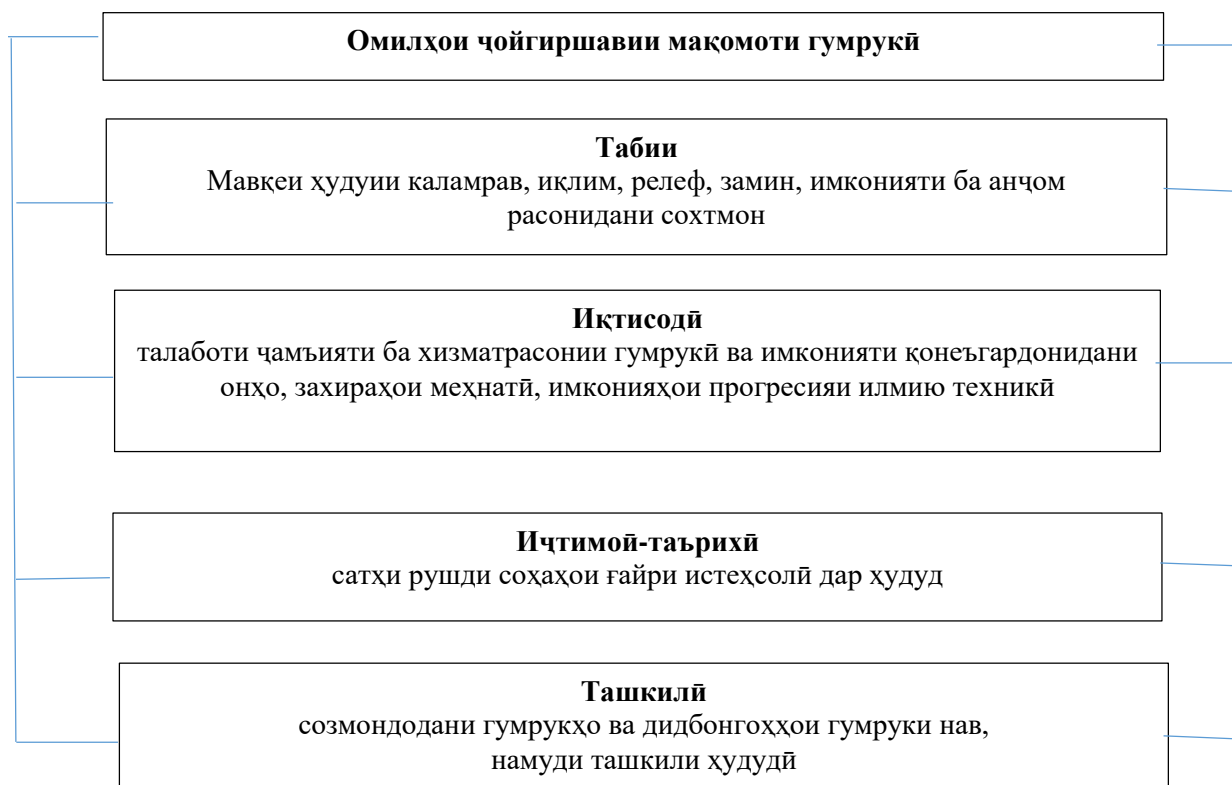 Омилҳои ҷойгиршавии мақомоти гумрукӣ
Табии
Мавқеи ҳудуии каламрав, иқлим, релеф, замин, имконияти ба анҷом
расонидани сохтмон
Иқтисодӣ
талаботи ҷамъияти ба хизматрасонии гумрукӣ ва имконияти қонеъгардонидани
онҳо, захираҳои меҳнатӣ, имконияҳои прогресияи илмию техникӣ
Иҷтимоӣ-таърихӣ
сатҳи рушди соҳаҳои ғайри истеҳсолӣ дар ҳудуд
Ташкилӣ
созмондодани гумрукҳо ва дидбонгоҳҳои гумруки нав,
намуди ташкили ҳудудӣ